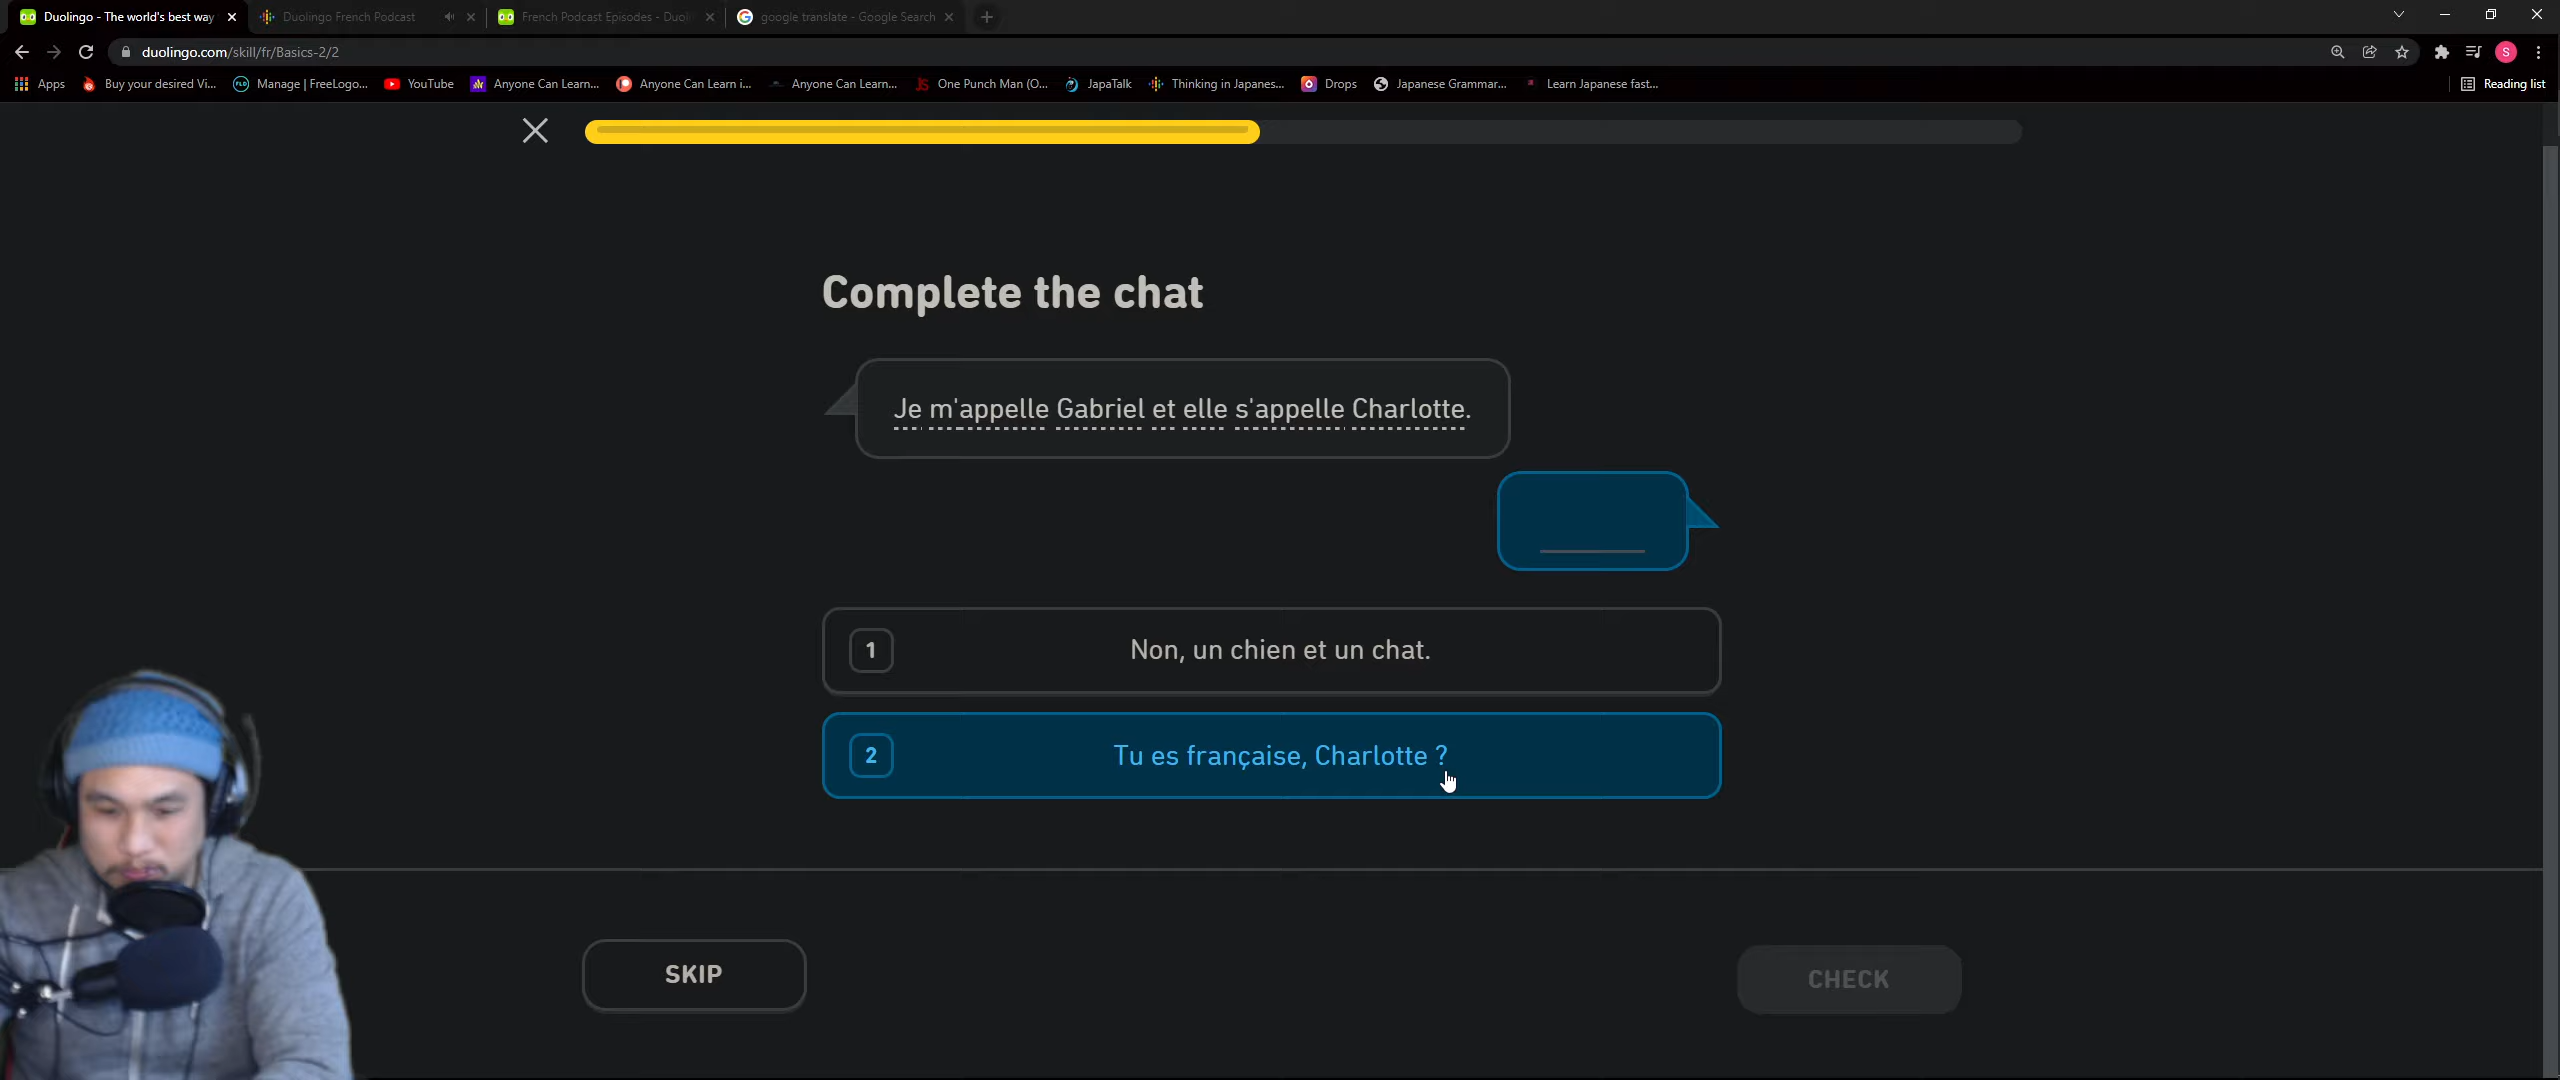 Duolingo - The world's best way
Duolingo French Podcast
French Podcast Episodes - Duoli
google translate - Google Search
duolingo.com/skill/fr/Basics-2/2
S
Apps
Buy your desired Vi...
Manage | FreeLogo...
YouTube
Anyone Can Learn...
Anyone Can Learn i...
Anyone Can Learn...
One Punch Man (O...
JapaTalk
Thinking in Japanes...
Drops
Japanese Grammar...
Learn Japanese fast...
Reading list
Complete the chat
Je m'appelle Gabriel et elle s'appelle Charlotte.
1 Non, un chien et un chat.
2 Tu es française, Charlotte ?
SKIP
CHECK